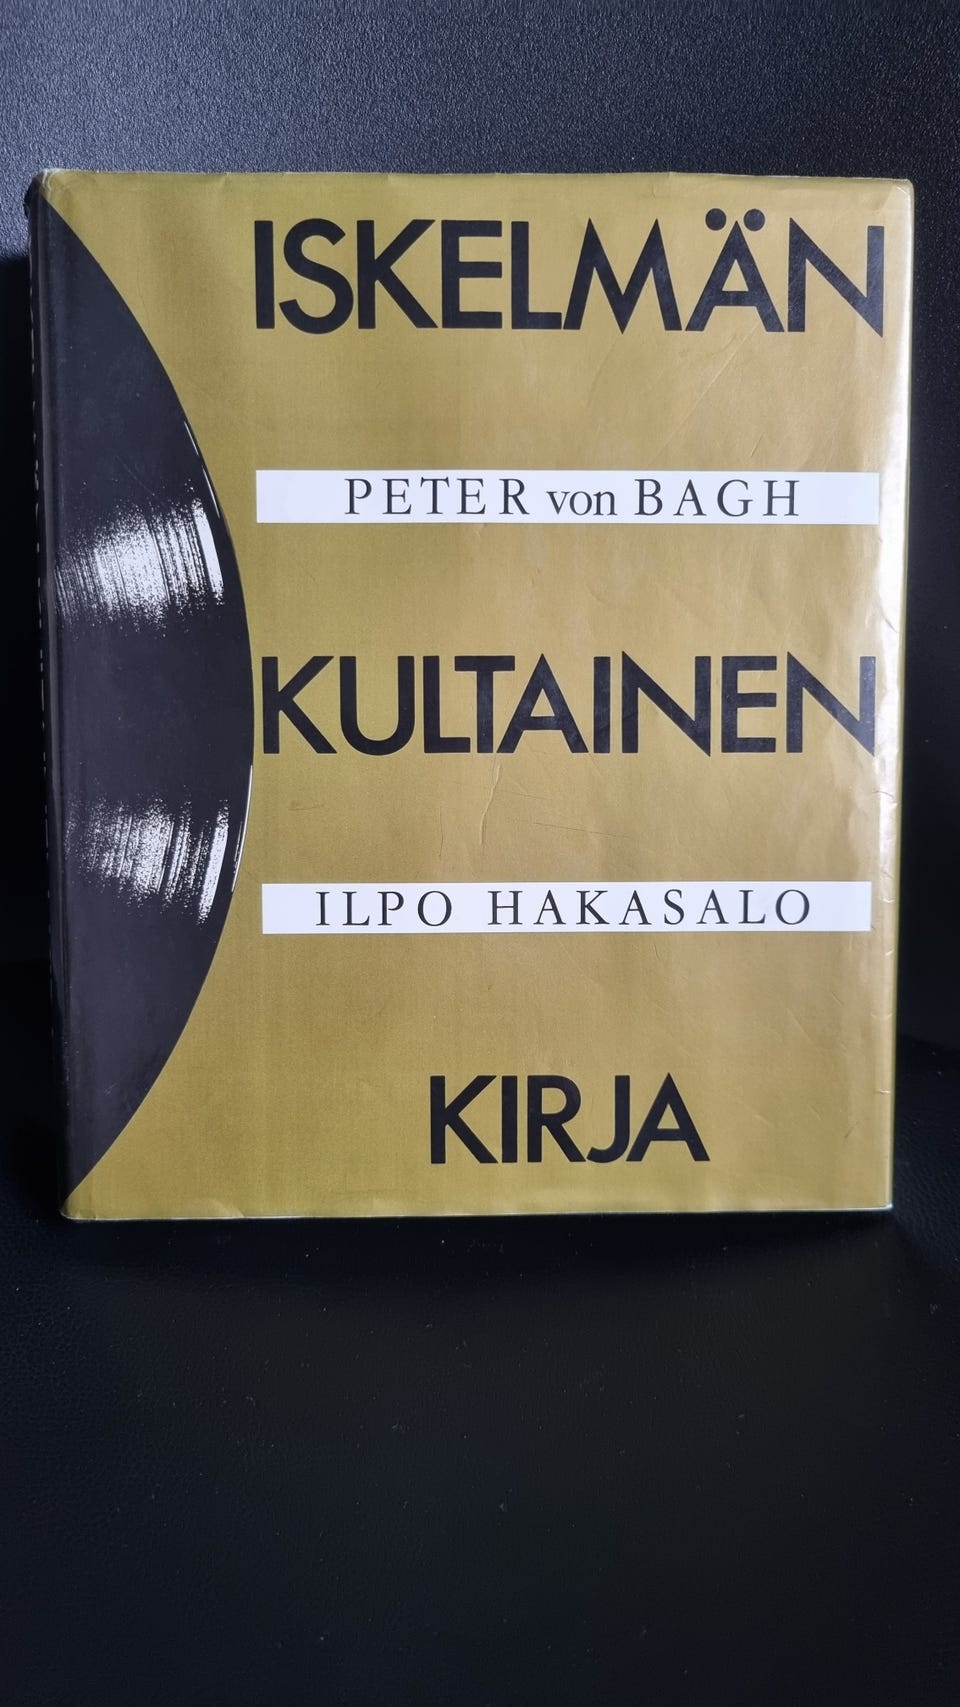 ISKELMÄN
PETER von BAGH
KULTAINEN
ILPO HAKASALO
KIRJA